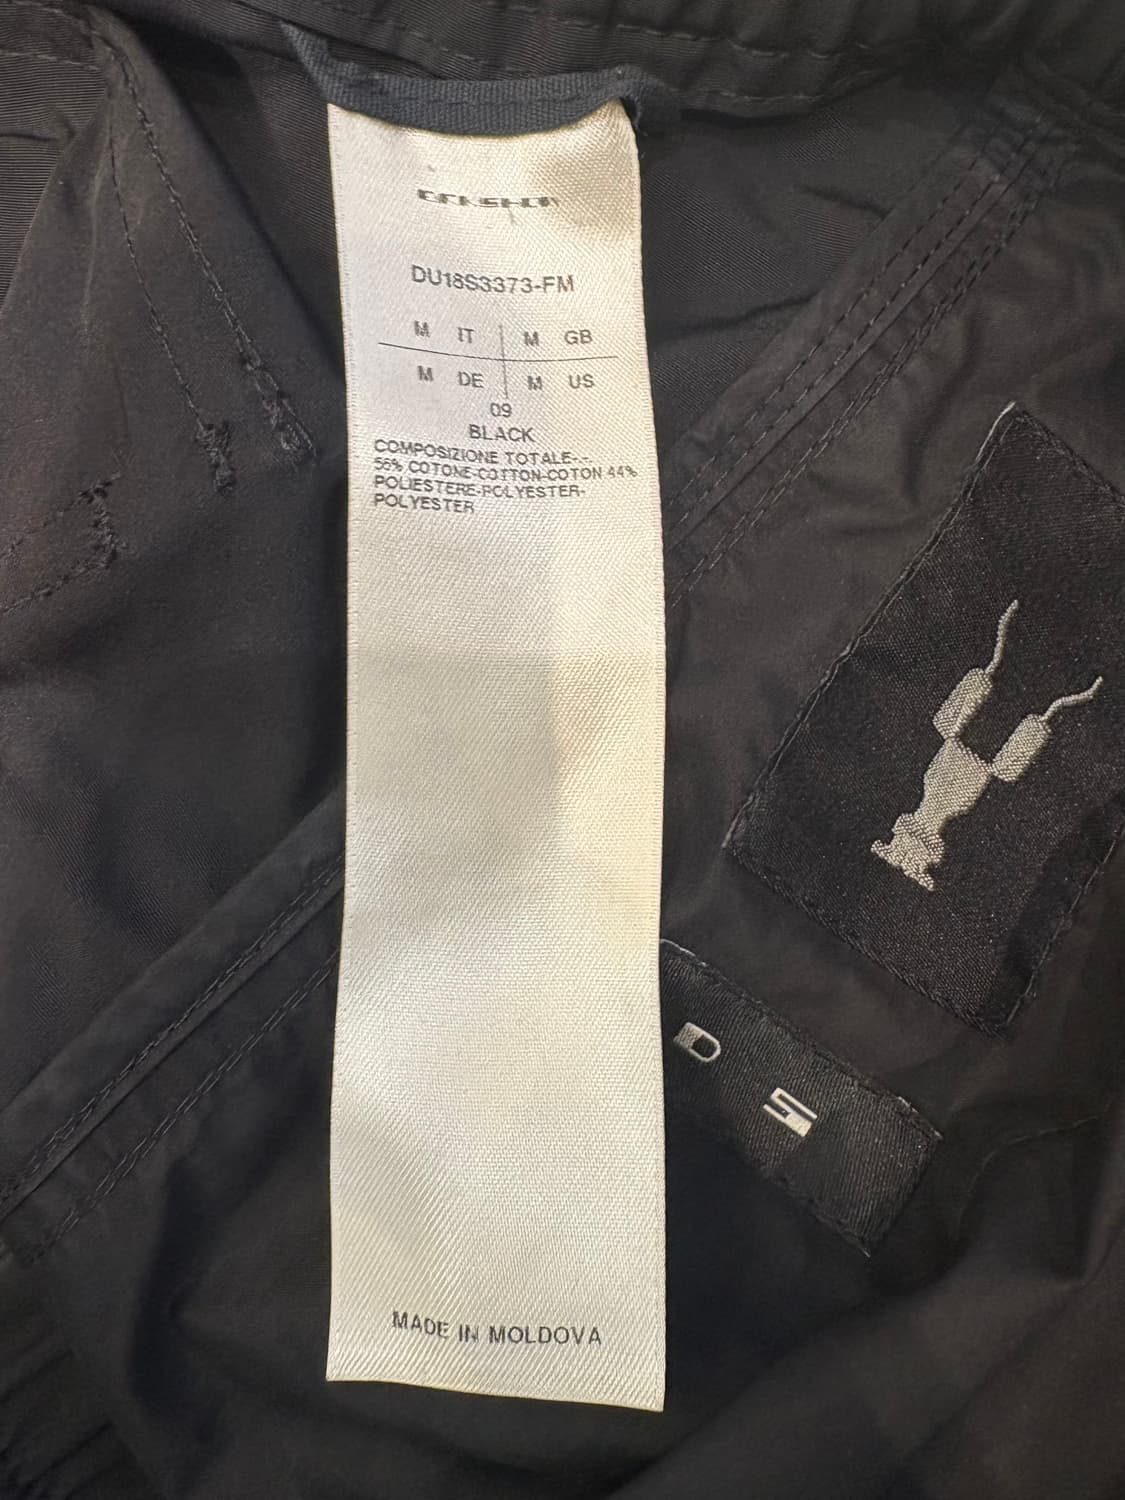 DRKSHDW
DU18S3373-FM
M IT M GB
M DE M US
09
BLACK
COMPOSIZIONE TOTALE-.-
56% COTONE-COTTON-COTON 44%
POLIESTERE-POLYESTER-
POLYESTER
D S
MADE IN MOLDOVA